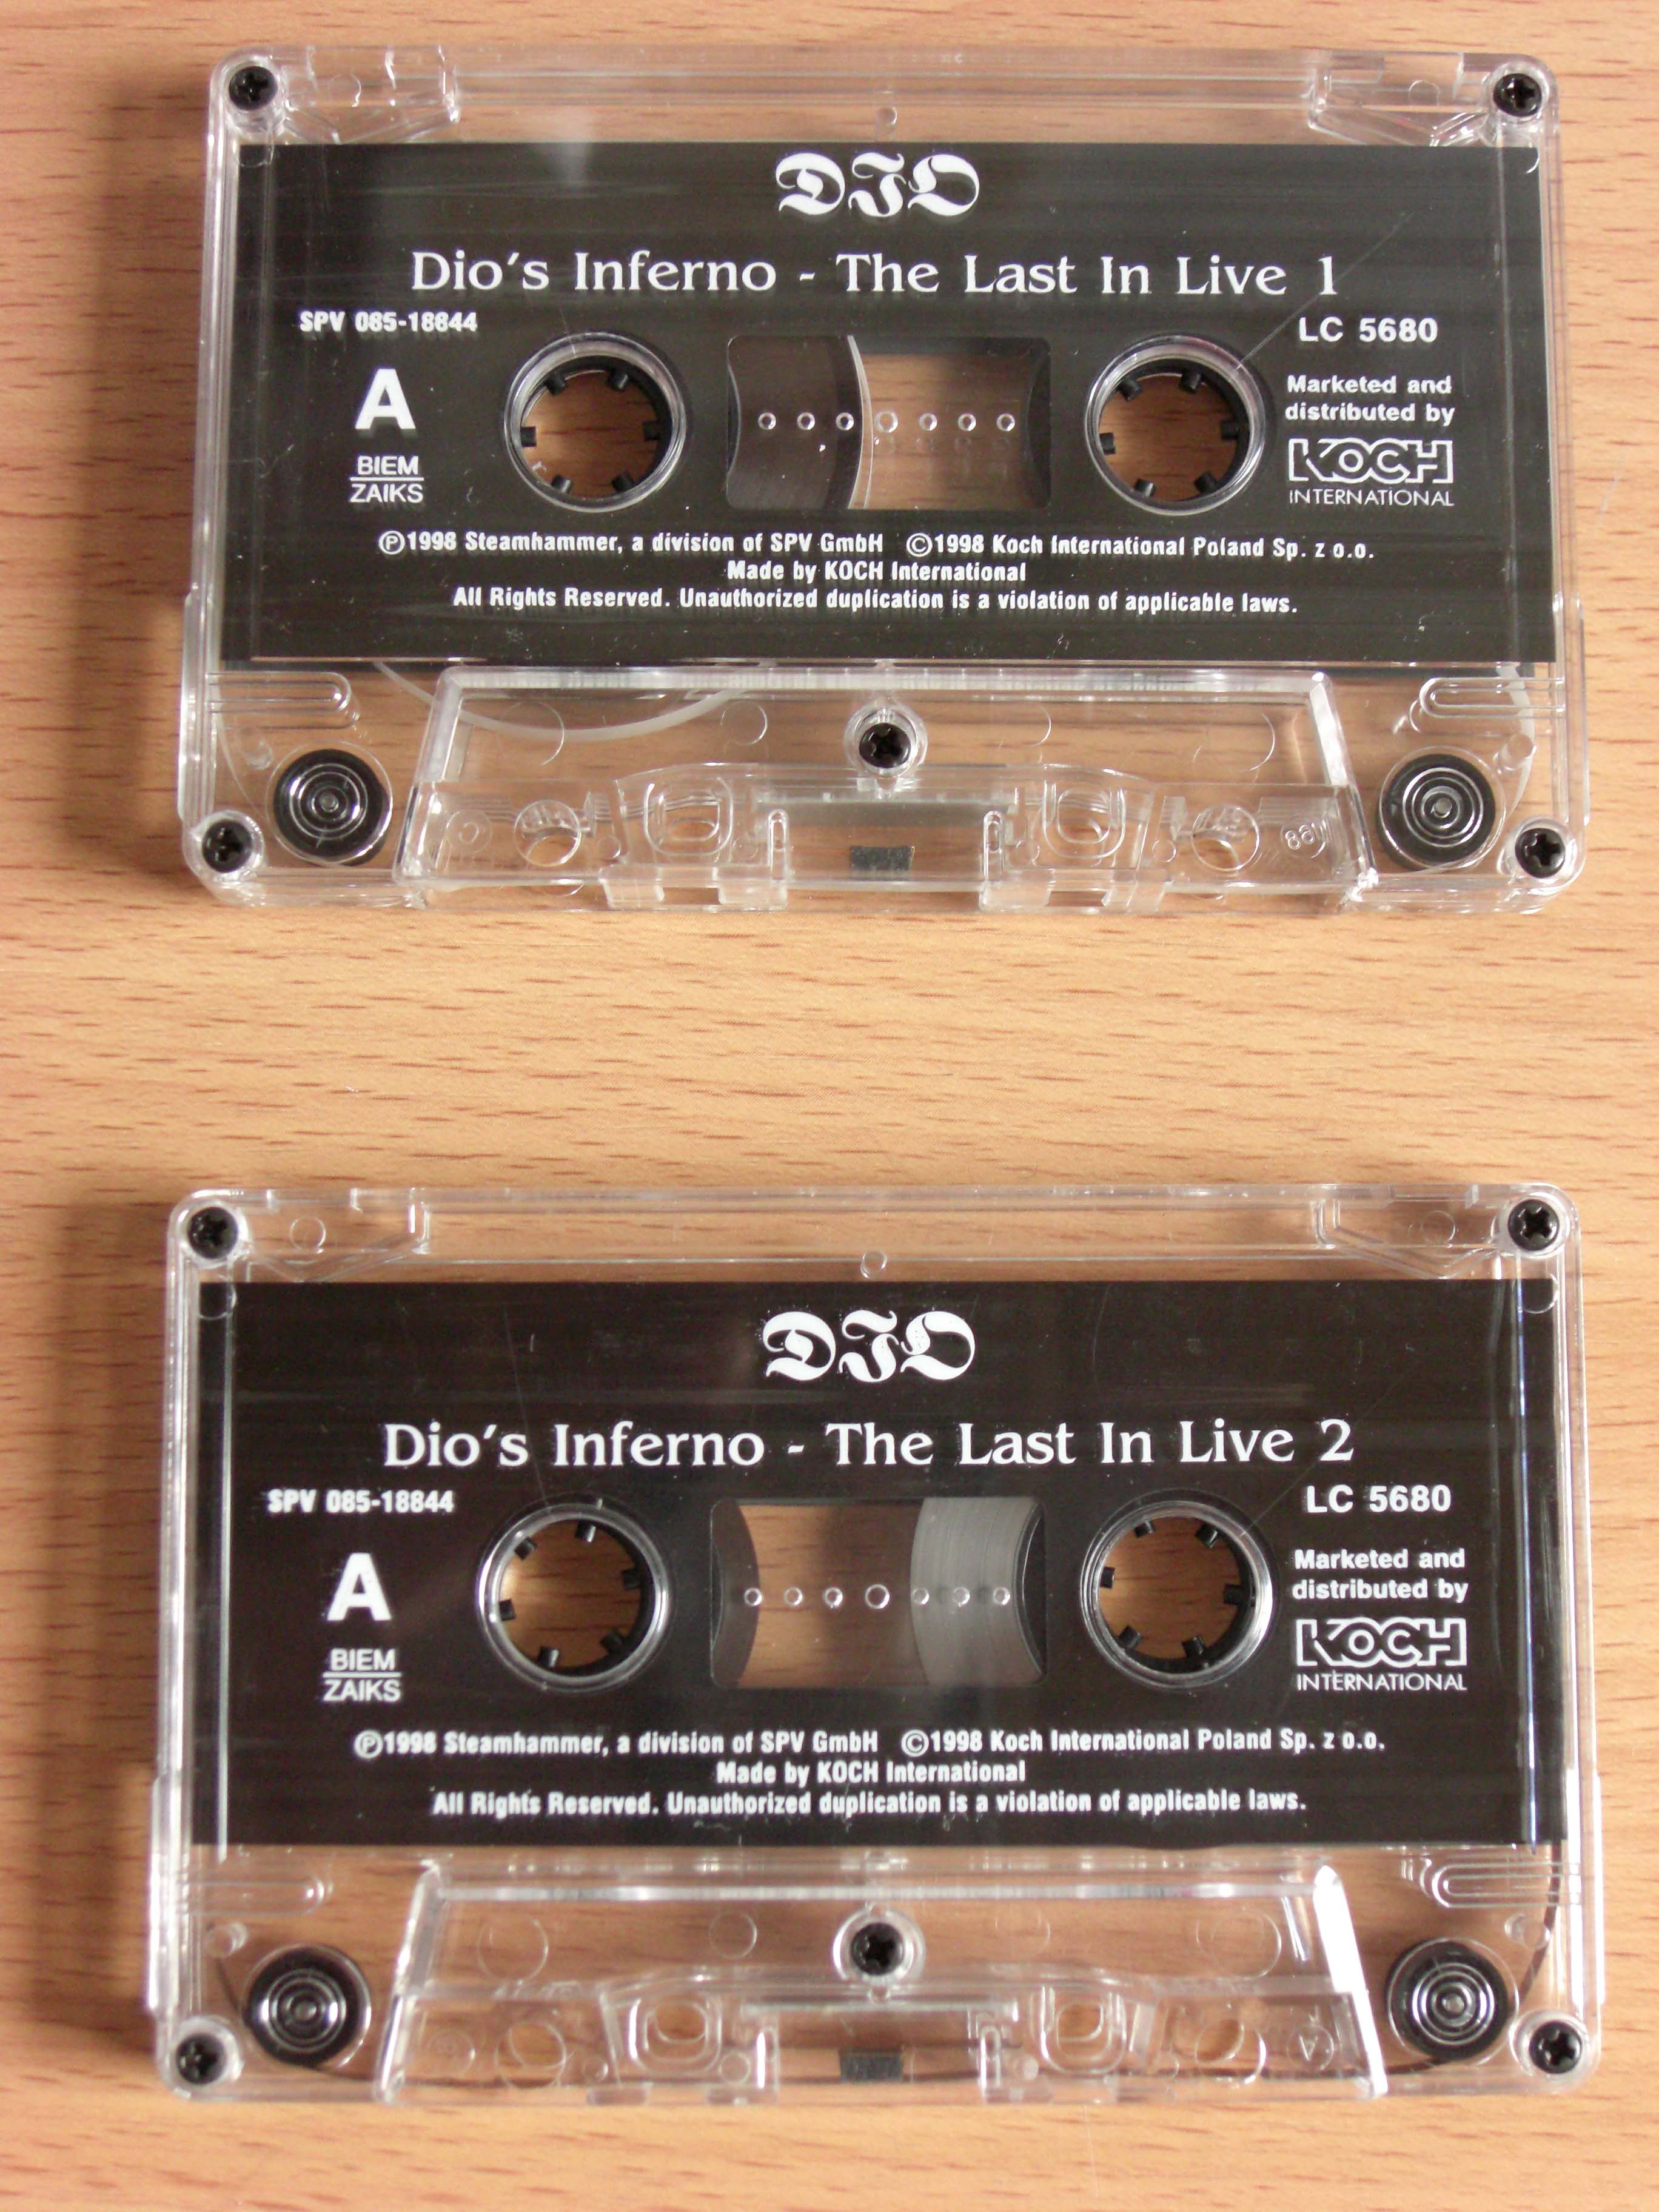 DIO
Dio's Inferno - The Last In Live 1
SPV 085-18844
LC 5680
A
BIEM
ZAIKS
Marketed and
distributed by
KOCH
INTERNATIONAL
℗1998 Steamhammer, a division of SPV GmbH ©1998 Koch International Poland Sp. z o.o.
Made by KOCH International
All Rights Reserved. Unauthorized duplication is a violation of applicable laws.
DIO
Dio's Inferno - The Last In Live 2
SPV 085-18844
LC 5680
A
BIEM
ZAIKS
Marketed and
distributed by
KOCH
INTERNATIONAL
℗1998 Steamhammer, a division of SPV GmbH ©1998 Koch International Poland Sp. z o.o.
Made by KOCH International
All Rights Reserved. Unauthorized duplication is a violation of applicable laws.